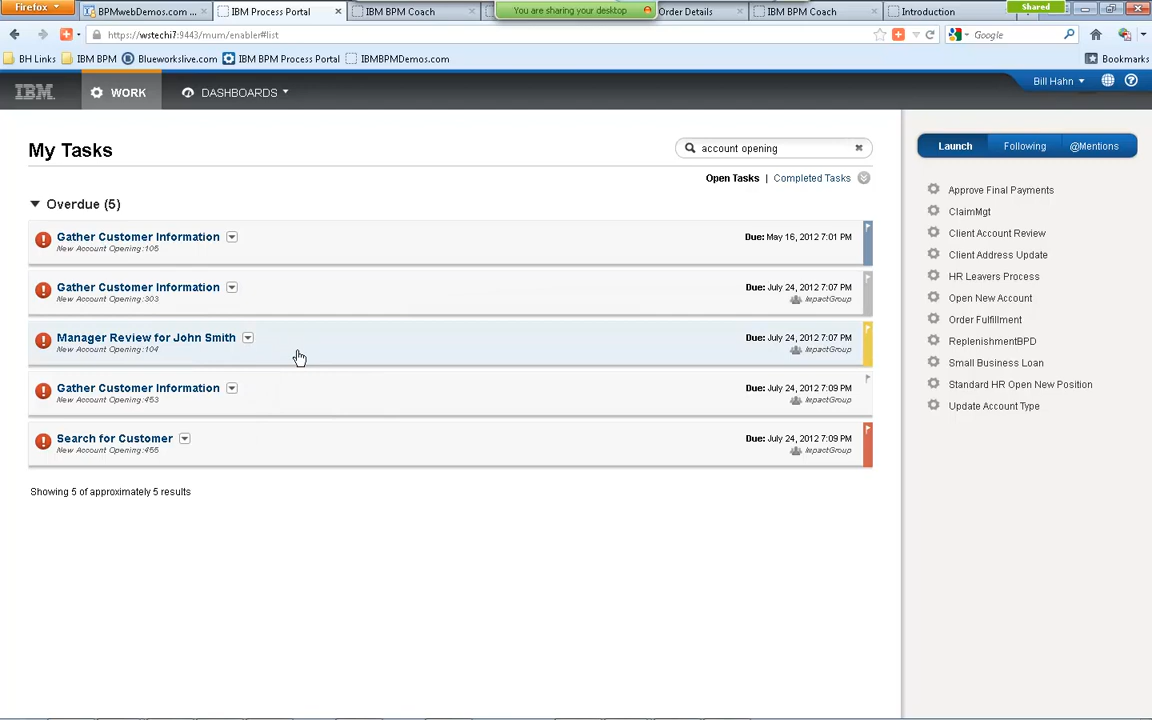 Firefox
BPMwebDemos.com ...
IBM Process Portal
IBM BPM Coach
You are sharing your desktop
Order Details
IBM BPM Coach
Introduction
Shared
https://wstechi7:9443/mum/enabler#list
Google
BH Links
IBM BPM
Blueworkslive.com
IBM BPM Process Portal
IBMBPMDemos.com
Bookmarks
IBM
WORK
DASHBOARDS
Bill Hahn
My Tasks
account opening
Open Tasks | Completed Tasks
Overdue (5)
Gather Customer Information
New Account Opening:105
Due: May 16, 2012 7:01 PM
Gather Customer Information
New Account Opening:303
Due: July 24, 2012 7:07 PM
ImpactGroup
Manager Review for John Smith
New Account Opening:104
Due: July 24, 2012 7:07 PM
ImpactGroup
Gather Customer Information
New Account Opening:453
Due: July 24, 2012 7:09 PM
ImpactGroup
Search for Customer
New Account Opening:455
Due: July 24, 2012 7:09 PM
ImpactGroup
Showing 5 of approximately 5 results
Launch
Following
@Mentions
Approve Final Payments
ClaimMgt
Client Account Review
Client Address Update
HR Leavers Process
Open New Account
Order Fulfillment
ReplenishmentBPD
Small Business Loan
Standard HR Open New Position
Update Account Type